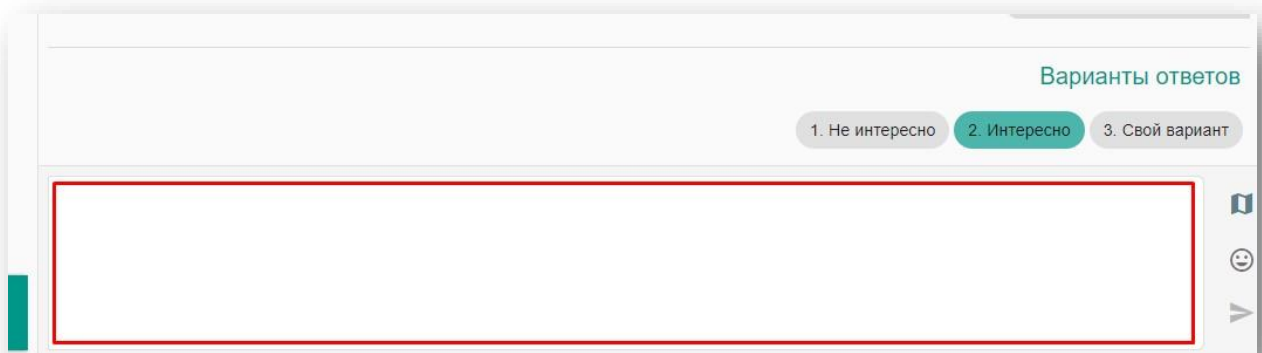 Варианты ответов
1. Не интересно 2. Интересно 3. Свой вариант